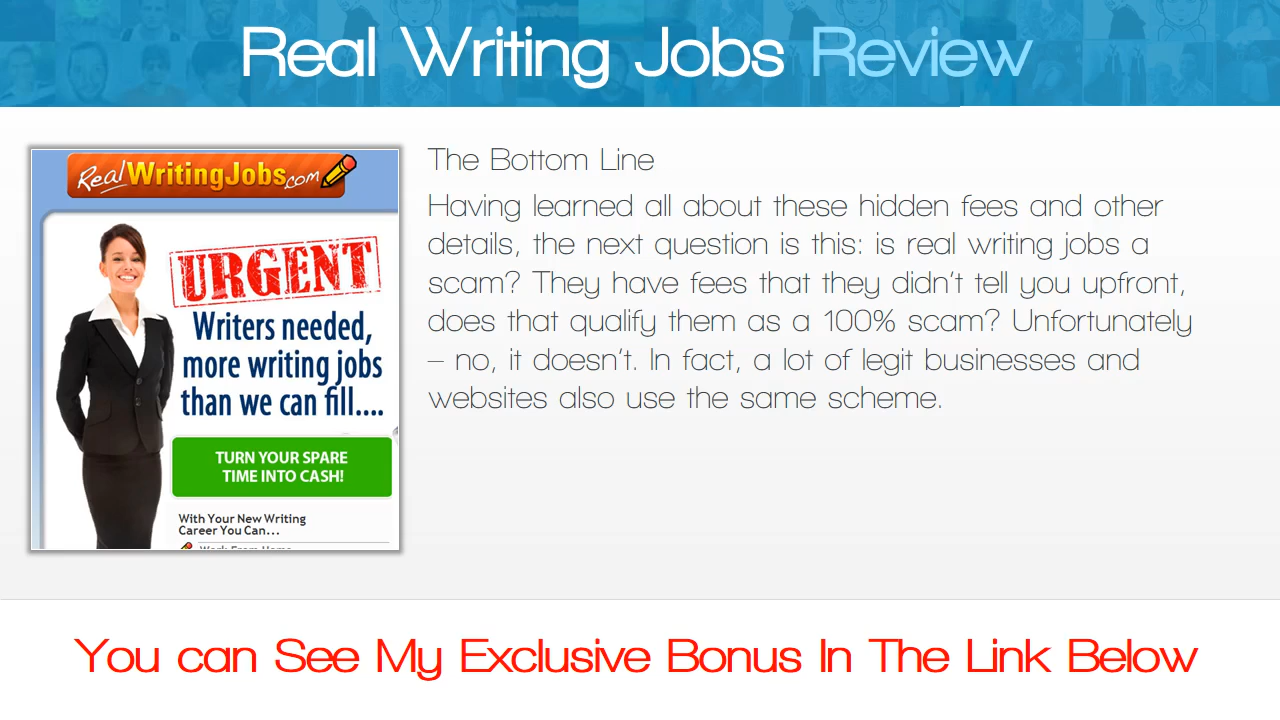 Real Writing Jobs Review
RealWritingJobs.com
URGENT
Writers needed,
more writing jobs
than we can fill....
TURN YOUR SPARE
TIME INTO CASH!
With Your New Writing
Career You Can...
Work From Home
The Bottom Line
Having learned all about these hidden fees and other
details, the next question is this: is real writing jobs a
scam? They have fees that they didn't tell you upfront,
does that qualify them as a 100% scam? Unfortunately
– no, it doesn't. In fact, a lot of legit businesses and
websites also use the same scheme.
You can See My Exclusive Bonus In The Link Below